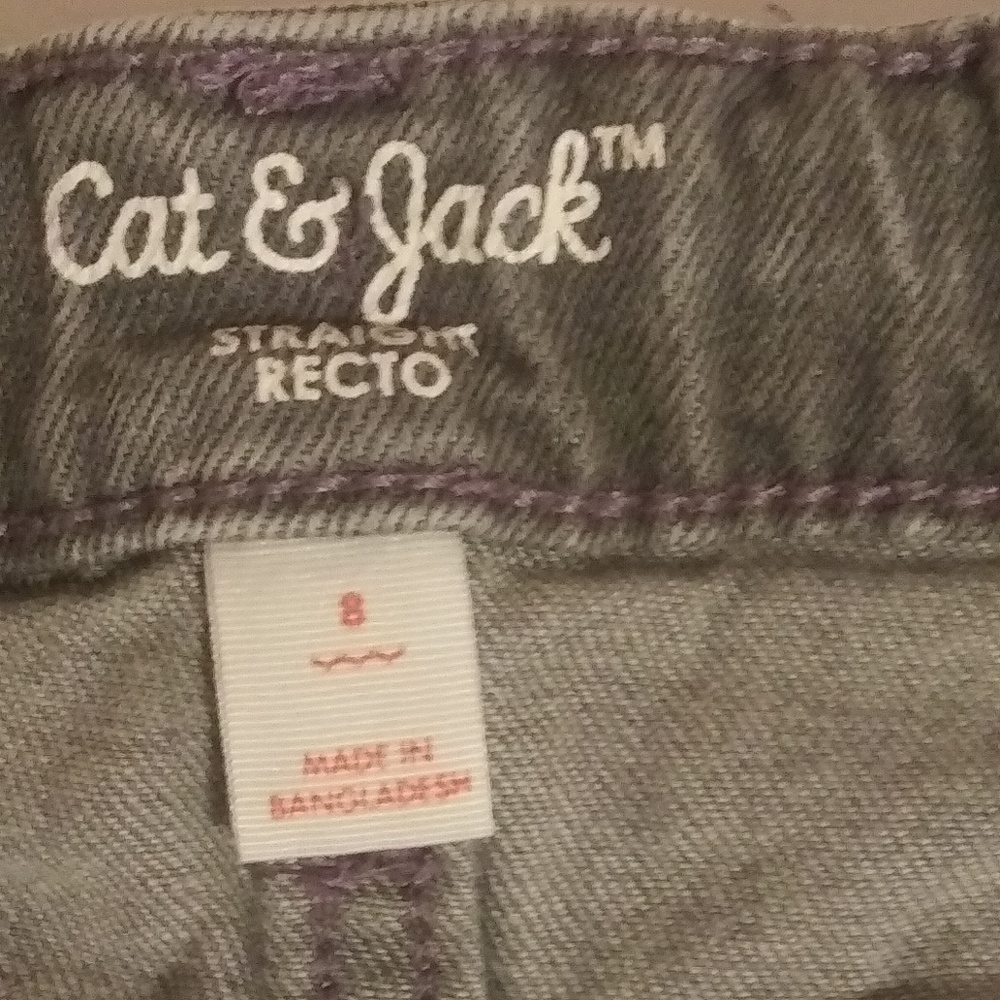 Cat & Jack™
STRAIGHT
RECTO
8
MADE IN
BANGLADESH